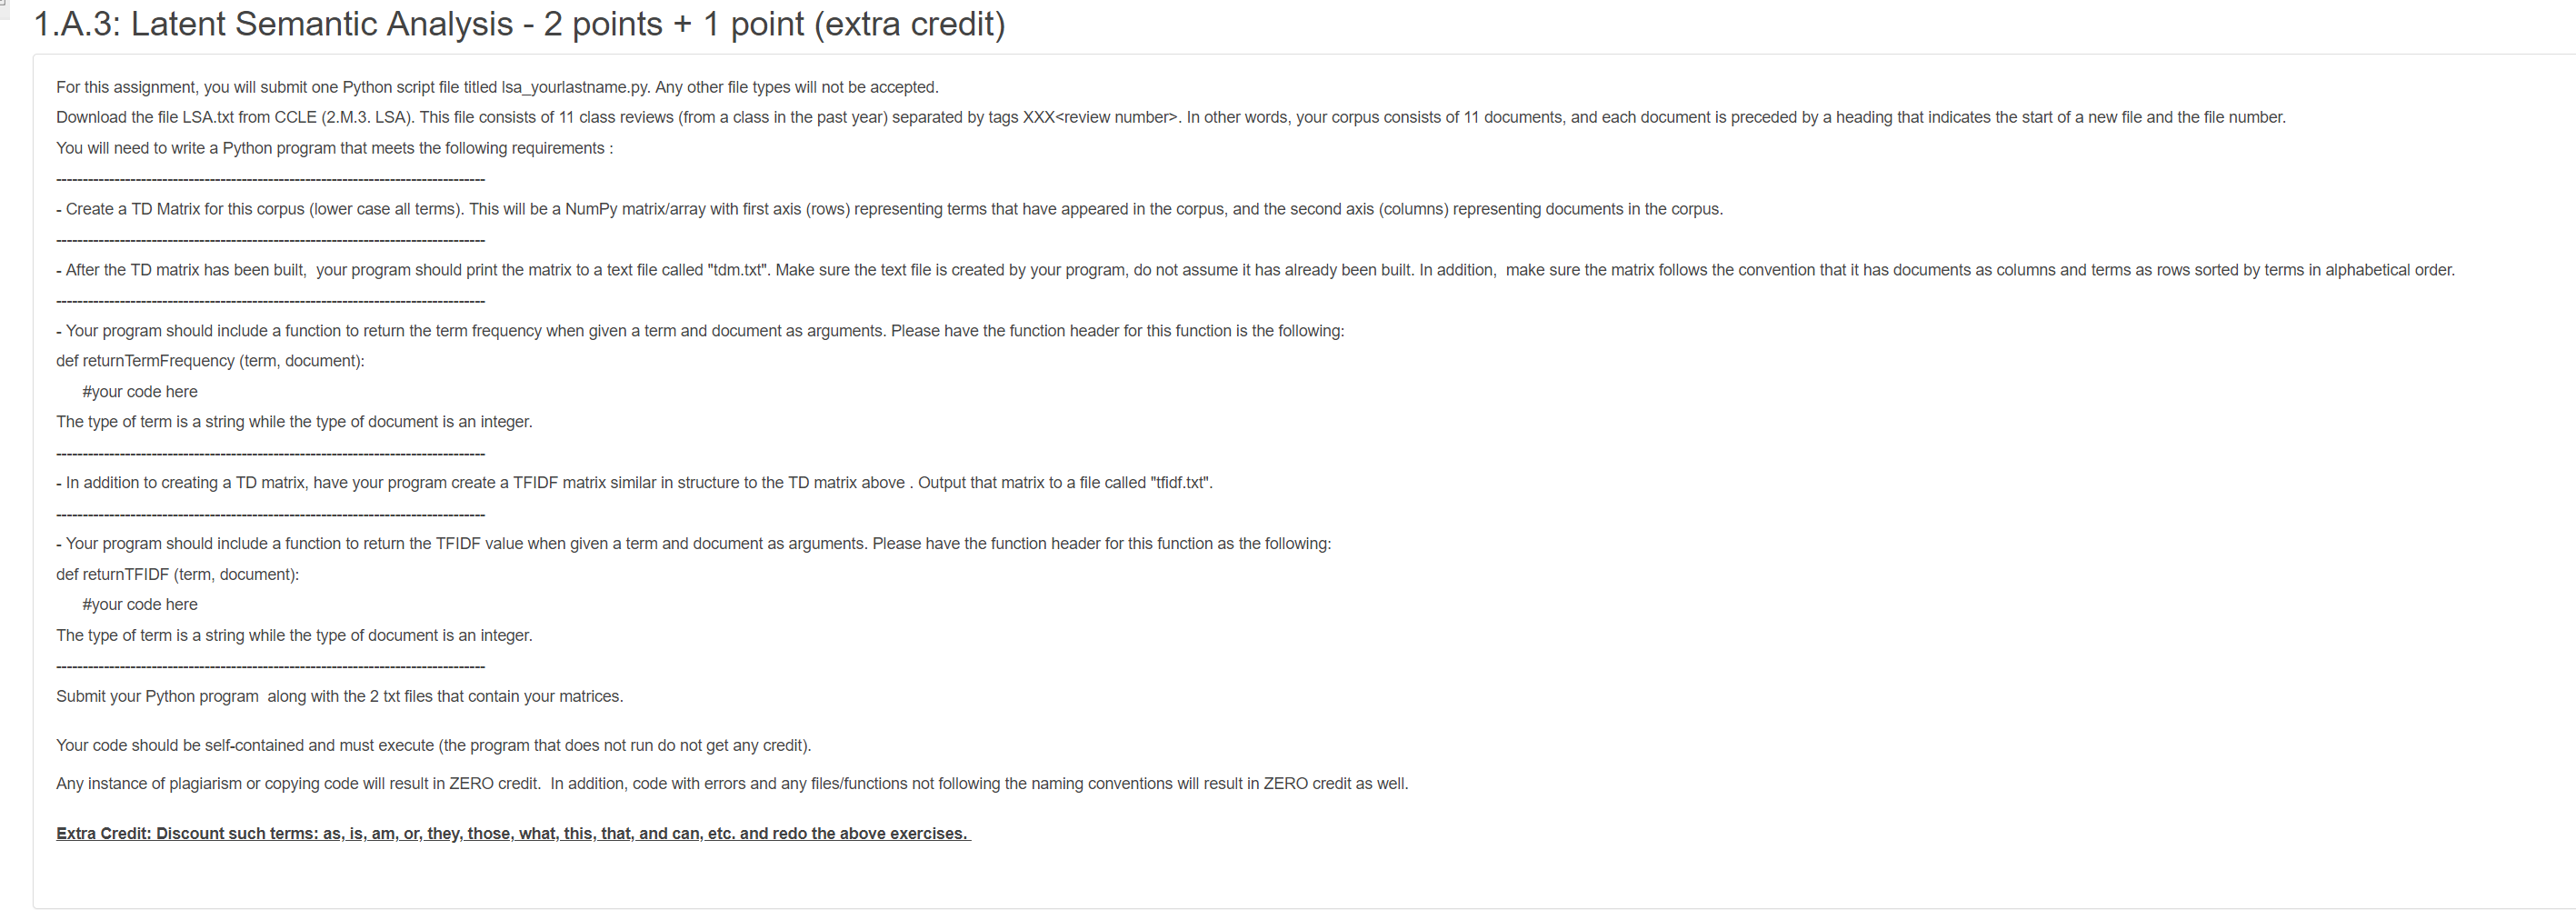 1.A.3: Latent Semantic Analysis - 2 points + 1 point (extra credit)
For this assignment, you will submit one Python script file titled lsa_yourlastname.py. Any other file types will not be accepted.
Download the file LSA.txt from CCLE (2.M.3. LSA). This file consists of 11 class reviews (from a class in the past year) separated by tags XXX<review number>. In other words, your corpus consists of 11 documents, and each document is preceded by a heading that indicates the start of a new file and the file number.
You will need to write a Python program that meets the following requirements :
--------------------------------------------------------------------------------
- Create a TD Matrix for this corpus (lower case all terms). This will be a NumPy matrix/array with first axis (rows) representing terms that have appeared in the corpus, and the second axis (columns) representing documents in the corpus.
--------------------------------------------------------------------------------
- After the TD matrix has been built,  your program should print the matrix to a text file called "tdm.txt". Make sure the text file is created by your program, do not assume it has already been built. In addition,  make sure the matrix follows the convention that it has documents as columns and terms as rows sorted by terms in alphabetical order.
--------------------------------------------------------------------------------
- Your program should include a function to return the term frequency when given a term and document as arguments. Please have the function header for this function is the following:
def returnTermFrequency (term, document):
#your code here
The type of term is a string while the type of document is an integer.
--------------------------------------------------------------------------------
- In addition to creating a TD matrix, have your program create a TFIDF matrix similar in structure to the TD matrix above . Output that matrix to a file called "tfidf.txt".
--------------------------------------------------------------------------------
- Your program should include a function to return the TFIDF value when given a term and document as arguments. Please have the function header for this function as the following:
def returnTFIDF (term, document):
#your code here
The type of term is a string while the type of document is an integer.
--------------------------------------------------------------------------------
Submit your Python program  along with the 2 txt files that contain your matrices.
Your code should be self-contained and must execute (the program that does not run do not get any credit).
Any instance of plagiarism or copying code will result in ZERO credit.  In addition, code with errors and any files/functions not following the naming conventions will result in ZERO credit as well.
Extra Credit: Discount such terms: as, is, am, or, they, those, what, this, that, and can, etc. and redo the above exercises.